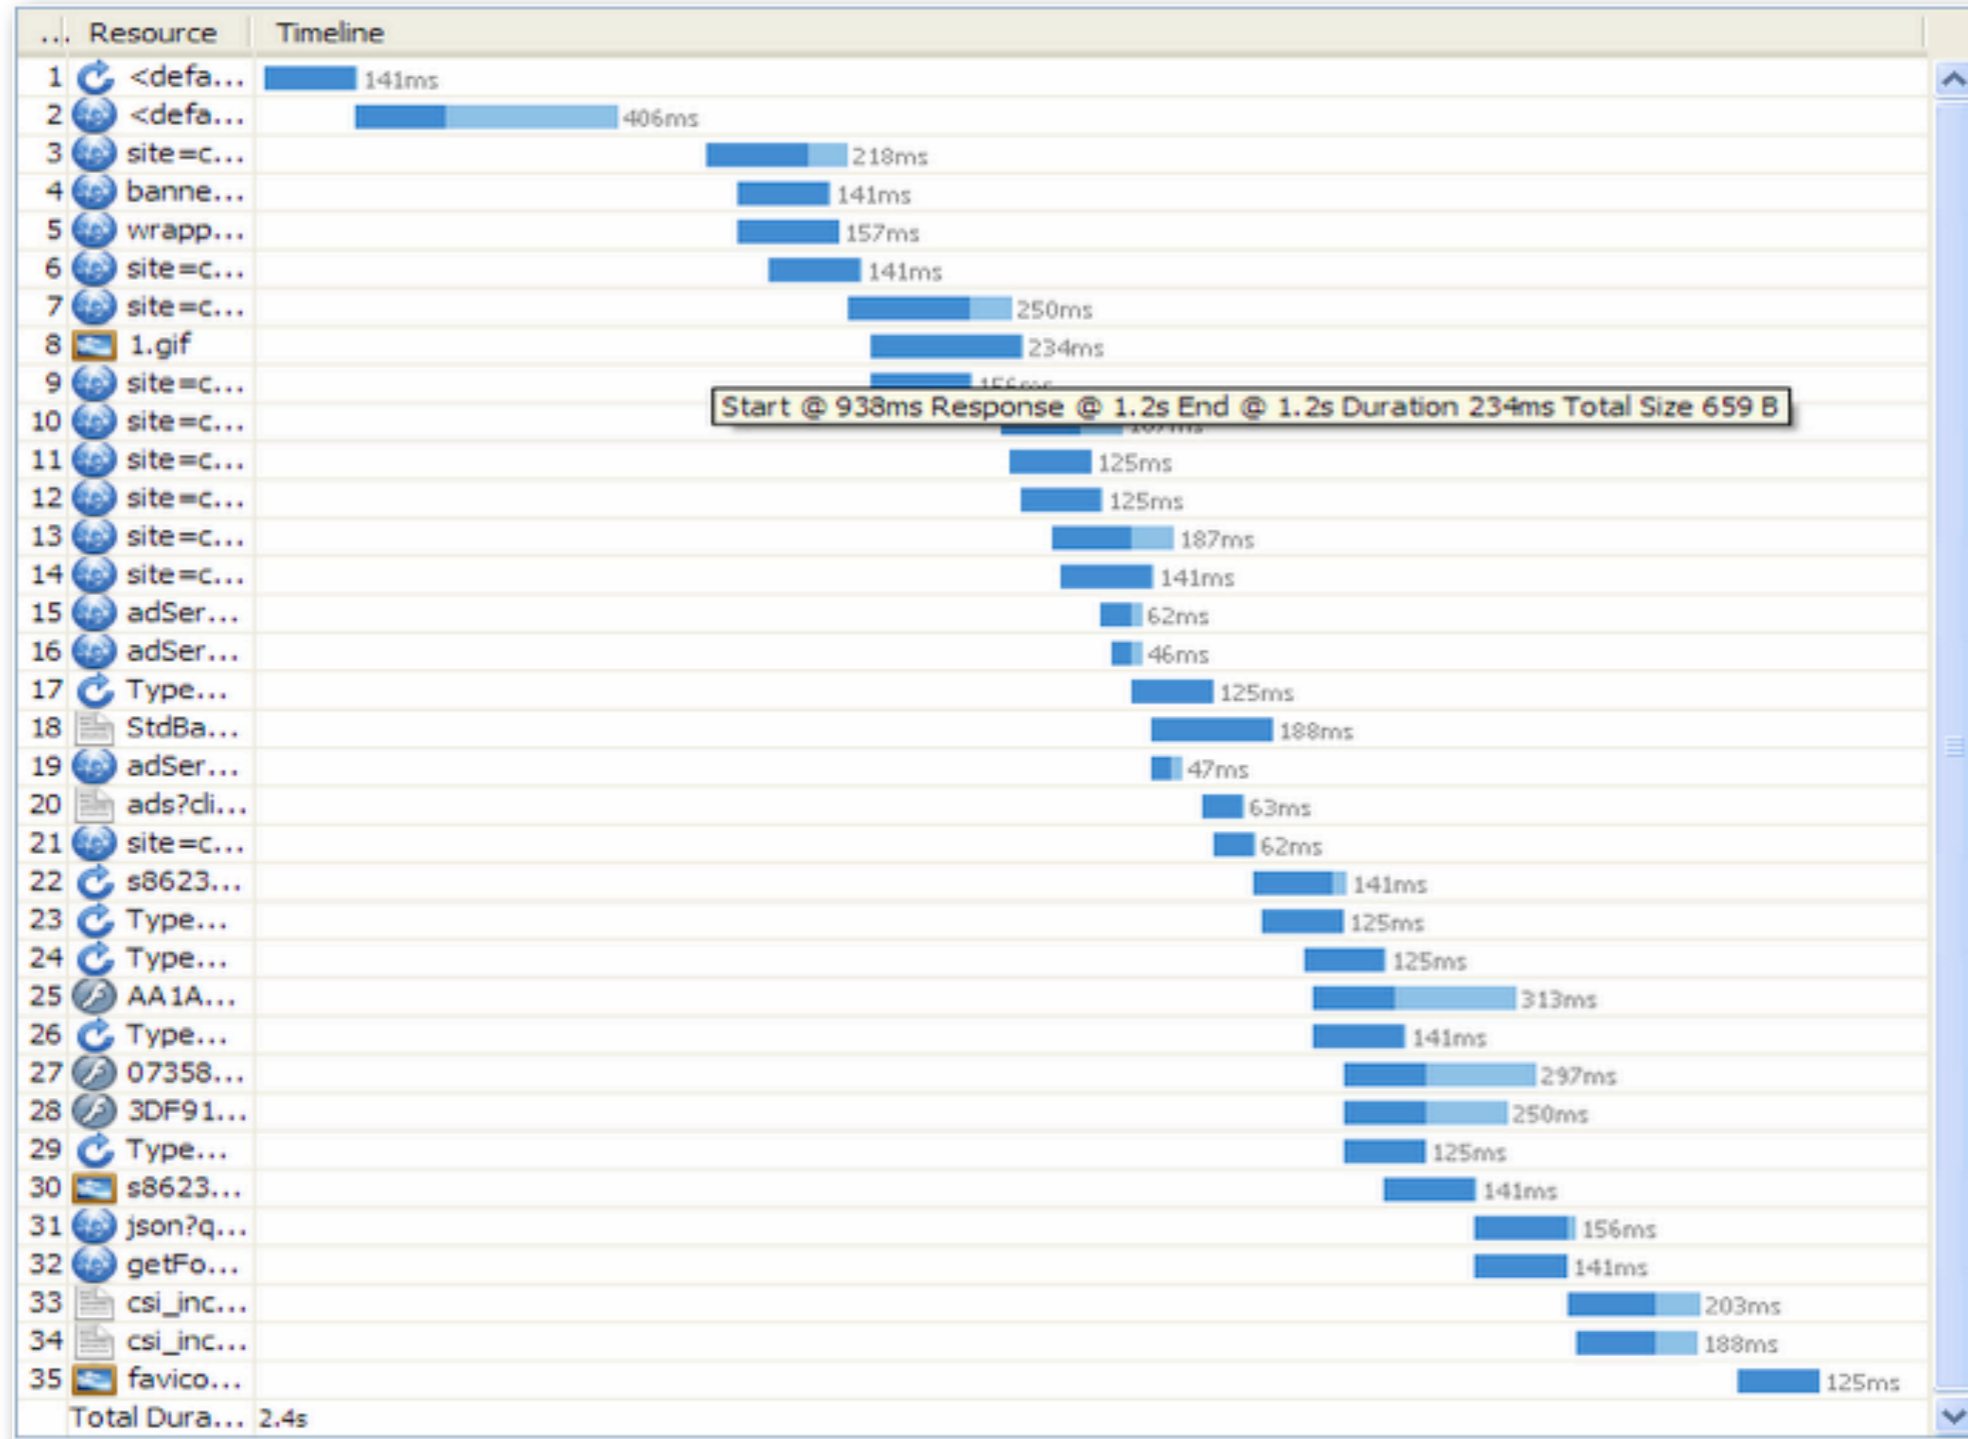 ... Resource Timeline
1 <defa... 141ms
2 <defa... 406ms
3 site=c... 218ms
4 banne... 141ms
5 wrapp... 157ms
6 site=c... 141ms
7 site=c... 250ms
8 1.gif 234ms
9 site=c... 156ms
Start @ 938ms Response @ 1.2s End @ 1.2s Duration 234ms Total Size 659 B
10 site=c...
11 site=c... 125ms
12 site=c... 125ms
13 site=c... 187ms
14 site=c... 141ms
15 adSer... 62ms
16 adSer... 46ms
17 Type... 125ms
18 StdBa... 188ms
19 adSer... 47ms
20 ads?cli... 63ms
21 site=c... 62ms
22 s8623... 141ms
23 Type... 125ms
24 Type... 125ms
25 AA1A... 313ms
26 Type... 141ms
27 07358... 297ms
28 3DF91... 250ms
29 Type... 125ms
30 s8623... 141ms
31 json?q... 156ms
32 getFo... 141ms
33 csi_inc... 203ms
34 csi_inc... 188ms
35 favico... 125ms
Total Dura... 2.4s